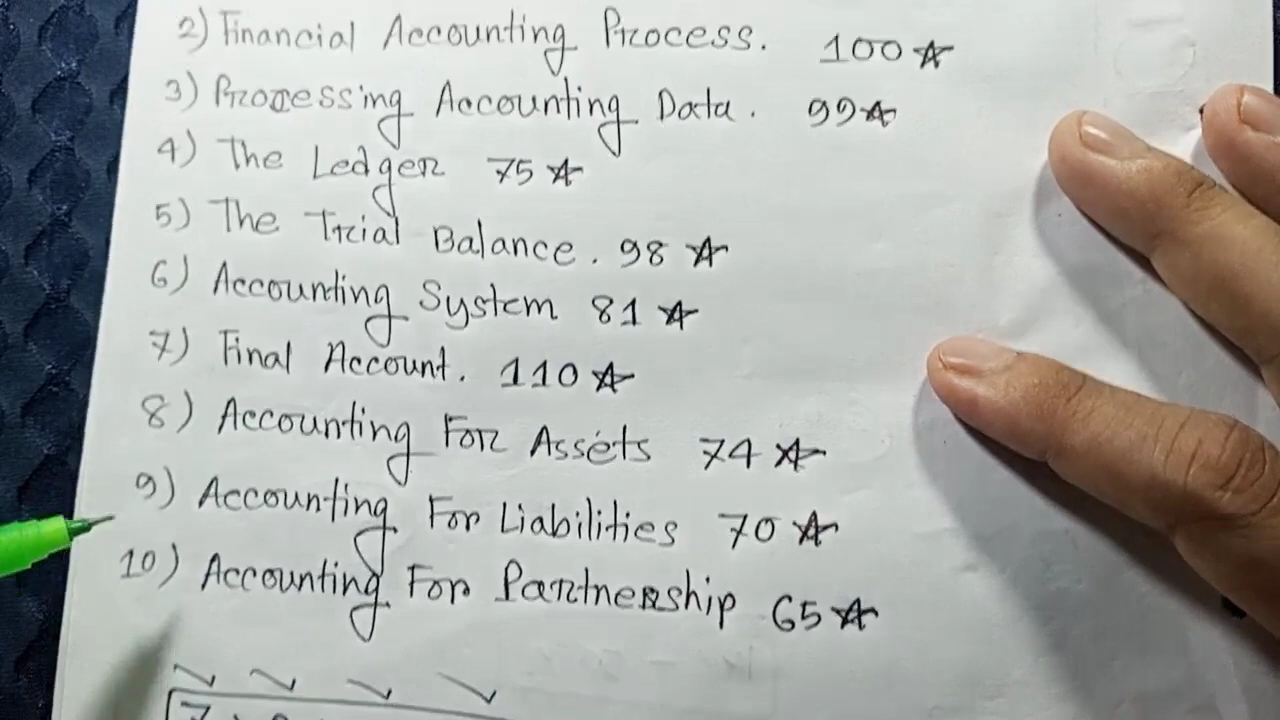 2) Financial Accounting Process. 100☆
3) Processing Accounting Data. 99☆
4) The Ledger 75☆
5) The Trial Balance. 98☆
6) Accounting System 81☆
7) Final Account. 110☆
8) Accounting For Assets 74☆
9) Accounting For Liabilities 70☆
10) Accounting For Partnership 65☆